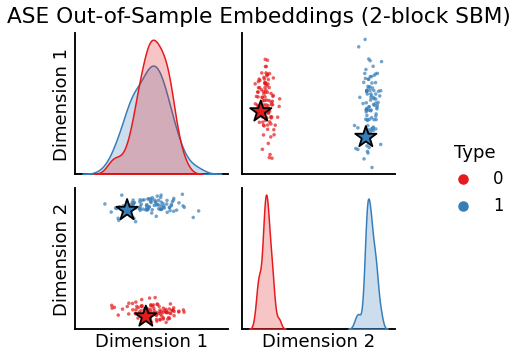 ASE Out-of-Sample Embeddings (2-block SBM)
Dimension 1
Type
0
1
Dimension 2
Dimension 1
Dimension 2